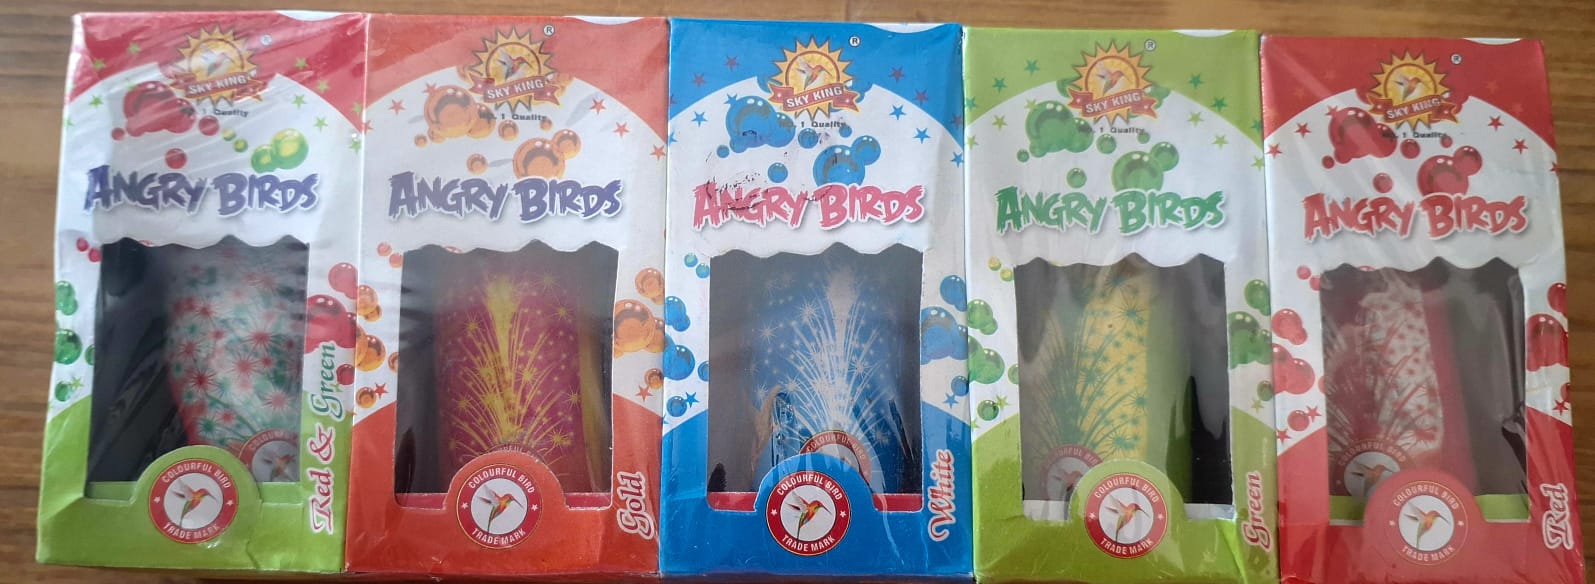 ®
SKY KING
No. 1 Quality
ANGRY BIRDS
Red & Green
COLOURFUL BIRD
TRADE MARK
®
SKY KING
No. 1 Quality
ANGRY BIRDS
Gold
COLOURFUL BIRD
TRADE MARK
®
SKY KING
No. 1 Quality
ANGRY BIRDS
White
COLOURFUL BIRD
COLOURFUL BIRD
TRADE MARK
®
SKY KING
No. 1 Quality
ANGRY BIRDS
Green
COLOURFUL BIRD
TRADE MARK
®
SKY KING
No. 1 Quality
ANGRY BIRDS
Red
COLOURFUL BIRD
TRADE MARK